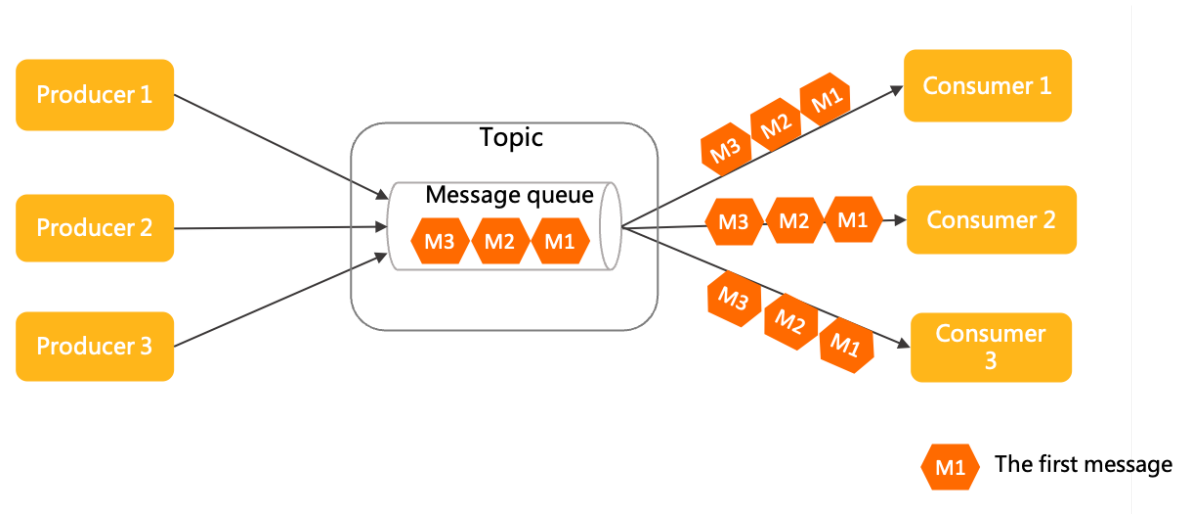 Producer 1
Producer 2
Producer 3
Topic
Message queue
M3 M2 M1
M3 M2 M1
M3 M2 M1
M3 M2 M1
Consumer 1
Consumer 2
Consumer
3
M1 The first message